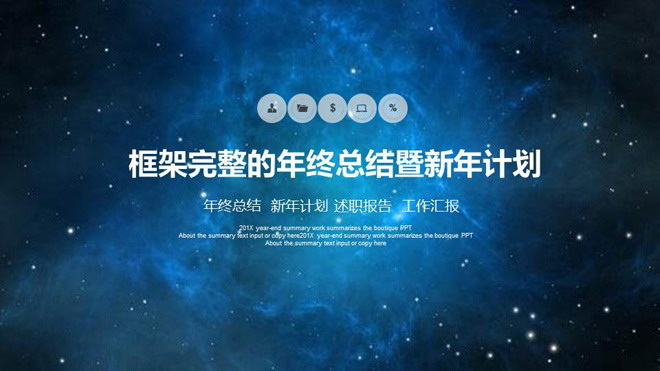 $ %
框架完整的年终总结暨新年计划
年终总结 新年计划 述职报告 工作汇报
201X year-end summary work summarizes the boutique PPT
About the summary text input or copy here201X year-end summary work summarizes the boutique PPT
About the summary text input or copy here